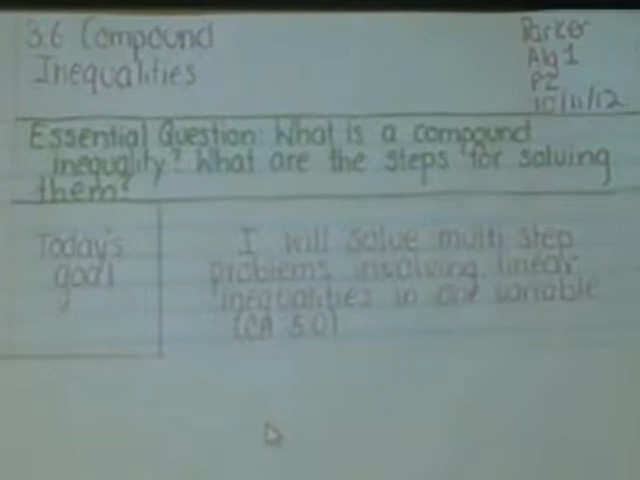 3.6 Compound
Inequalities
Parker
Alg 1
P2
10/11/12
Essential Question: What is a compound
inequality? What are the steps for solving
them?
Today's
goal
I will solve multi step
problems involving linear
inequalities in one variable
(CA 5.0)